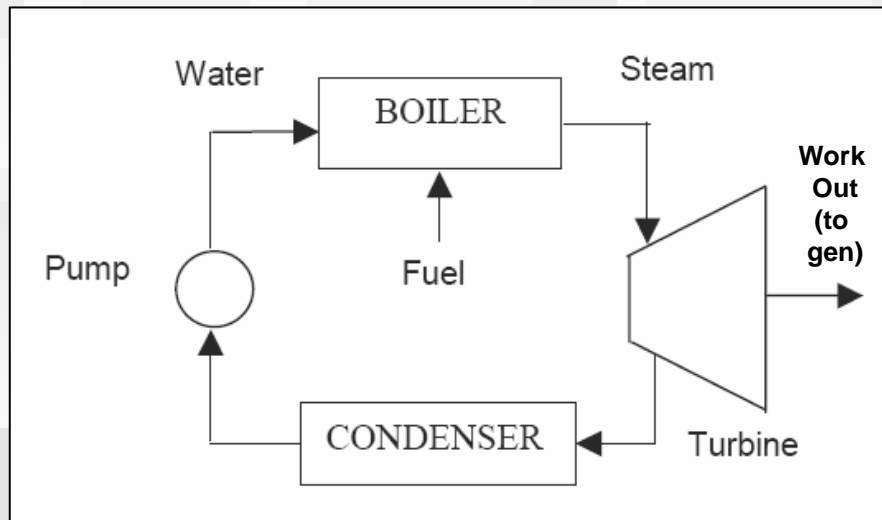 Water
Steam
BOILER
Work
Out
(to
gen)
Pump
Fuel
CONDENSER
Turbine